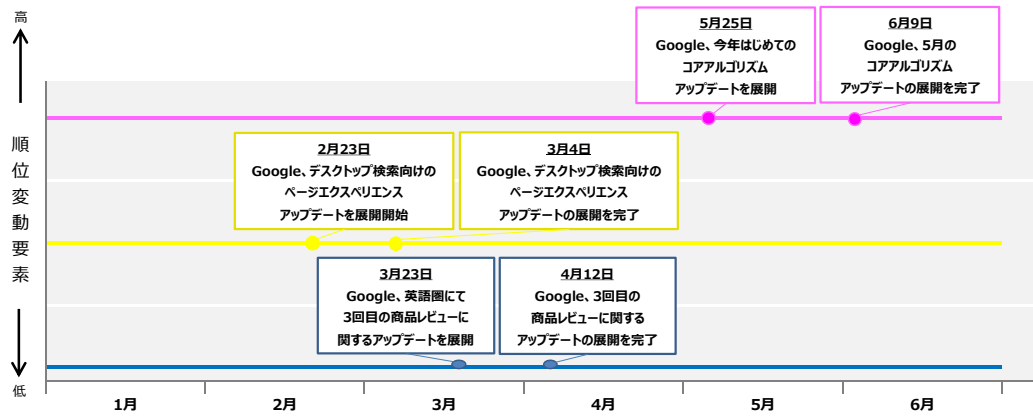 高
順位変動要素
低
5月25日
Google、今年はじめての
コアアルゴリズム
アップデートを展開
6月9日
Google、5月の
コアアルゴリズム
アップデートの展開を完了
2月23日
Google、デスクトップ検索向けの
ページエクスペリエンス
アップデートを展開開始
3月4日
Google、デスクトップ検索向けの
ページエクスペリエンス
アップデートの展開を完了
3月23日
Google、英語圏にて
3回目の商品レビューに
関するアップデートを展開
4月12日
Google、3回目の
商品レビューに関する
アップデートの展開を完了
1月
2月
3月
4月
5月
6月